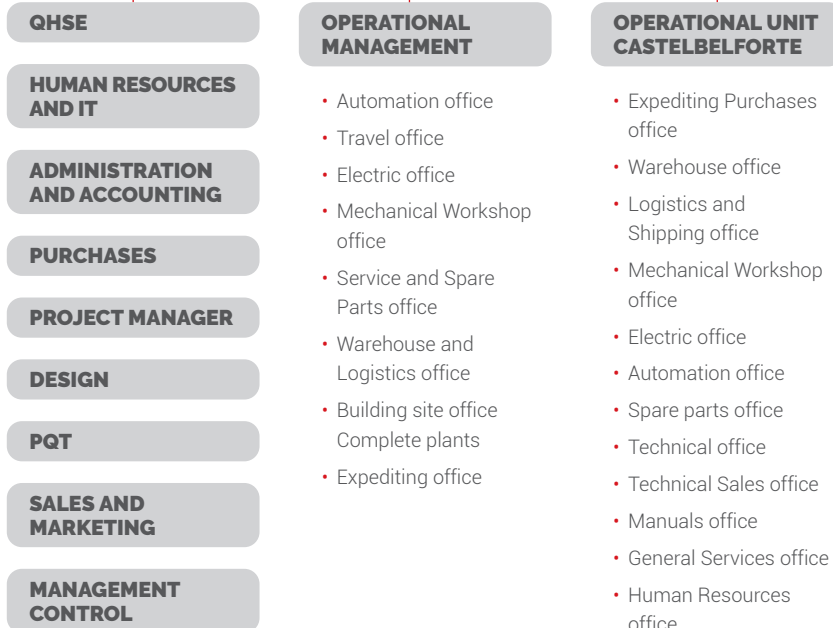 QHSE
HUMAN RESOURCES
AND IT
ADMINISTRATION
AND ACCOUNTING
PURCHASES
PROJECT MANAGER
DESIGN
PQT
SALES AND
MARKETING
MANAGEMENT
CONTROL
OPERATIONAL
MANAGEMENT
• Automation office
• Travel office
• Electric office
• Mechanical Workshop
office
• Service and Spare
Parts office
• Warehouse and
Logistics office
• Building site office
Complete plants
• Expediting office
OPERATIONAL UNIT
CASTELBELFORTE
• Expediting Purchases
office
• Warehouse office
• Logistics and
Shipping office
• Mechanical Workshop
office
• Electric office
• Automation office
• Spare parts office
• Technical office
• Technical Sales office
• Manuals office
• General Services office
• Human Resources
office